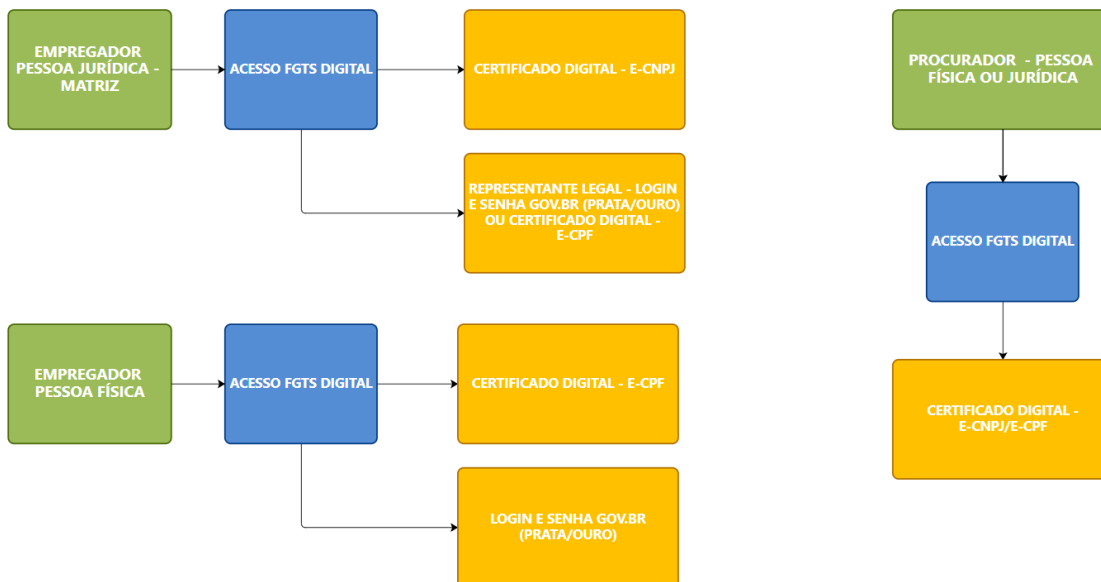 EMPREGADOR
PESSOA JURÍDICA -
MATRIZ
ACESSO FGTS DIGITAL
CERTIFICADO DIGITAL - E-CNPJ
REPRESENTANTE LEGAL - LOGIN
E SENHA GOV.BR (PRATA/OURO)
OU CERTIFICADO DIGITAL -
E-CPF
EMPREGADOR
PESSOA FÍSICA
ACESSO FGTS DIGITAL
CERTIFICADO DIGITAL - E-CPF
LOGIN E SENHA GOV.BR
(PRATA/OURO)
PROCURADOR - PESSOA
FÍSICA OU JURÍDICA
ACESSO FGTS DIGITAL
CERTIFICADO DIGITAL -
E-CNPJ/E-CPF